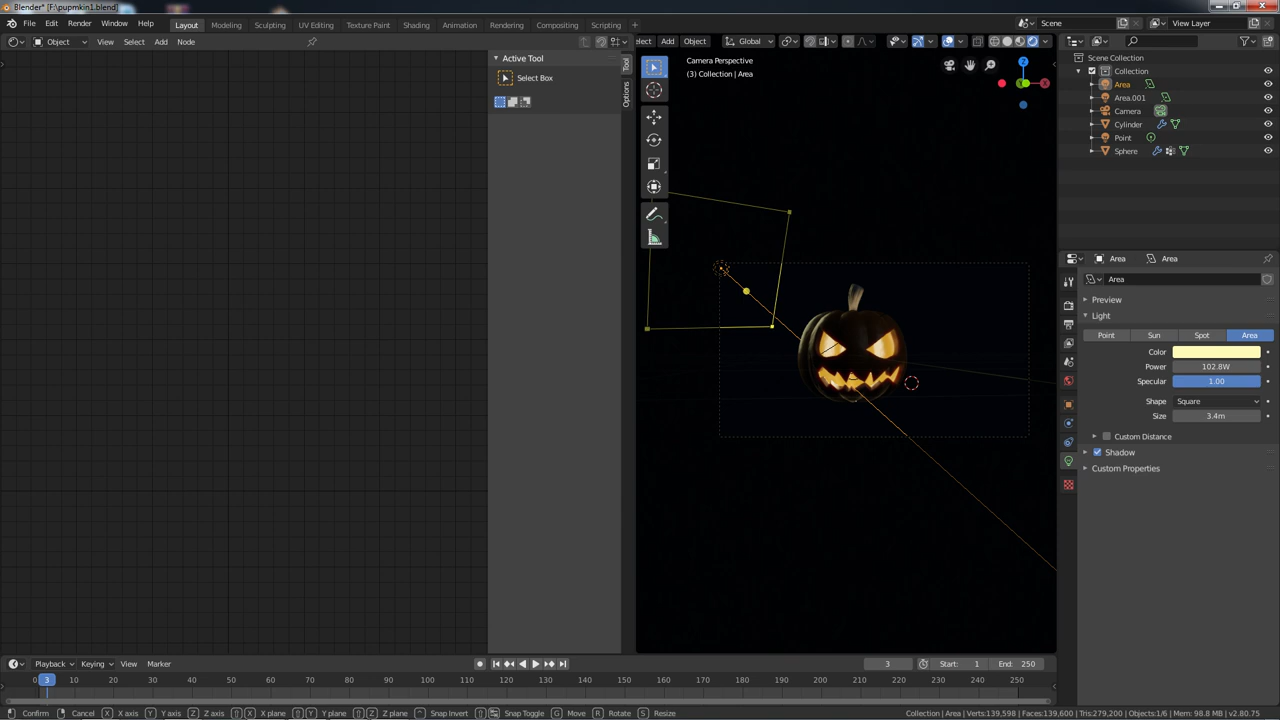 Blender* [F:\pupmkin1.blend]
File Edit Render Window Help Layout Modeling Sculpting UV Editing Texture Paint Shading Animation Rendering Compositing Scripting + Scene View Layer
Object View Select Add Node
lect Add Object Global
Active Tool
Select Box
Tool
Options
Camera Perspective
(3) Collection | Area
Z
X
Scene Collection
Collection
Area
Area.001
Camera
Cylinder
Point
Sphere
Area Area
Area
Preview
Light
Point Sun Spot Area
Color
Power 102.8W
Specular 1.00
Shape Square
Size 3.4m
Custom Distance
Shadow
Custom Properties
Playback Keying View Marker 3 Start: 1 End: 250
0 3 10 20 30 40 50 60 70 80 90 100 110 120 130 140 150 160 170 180 190 200 210 220 230 240 250
Confirm Cancel X X axis Y Y axis Z Z axis X X plane Y Y plane Z Z plane Snap Invert Snap Toggle G Move R Rotate S Resize Collection | Area | Verts:139,598 | Faces:139,600 | Tris:279,200 | Objects:1/6 | Mem: 98.8 MB | v2.80.75